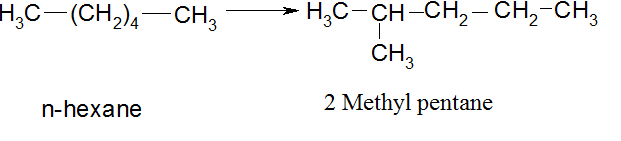 H₃C—(CH₂)₄—CH₃ ⟶ H₃C–CH–CH₂–CH₂–CH₃
CH₃
n-hexane 2 Methyl pentane